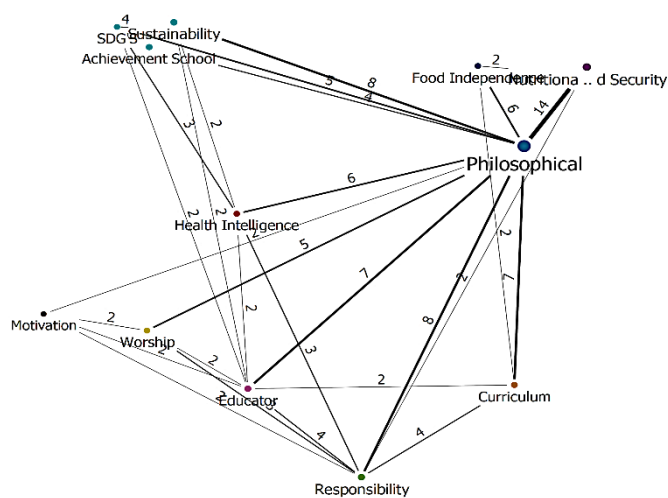 4
Sustainability
SDG'S
Achievement School
8
5
4
2
Food Independence
Nutritiona.. d Security
14
6
Philosophical
3
2
6
2
2
2
5
2
7
2
7
2
8
Health Intelligence
Motivation
2
Worship
2
2
2
3
2
Educator
2
Curriculum
3
4
4
Responsibility